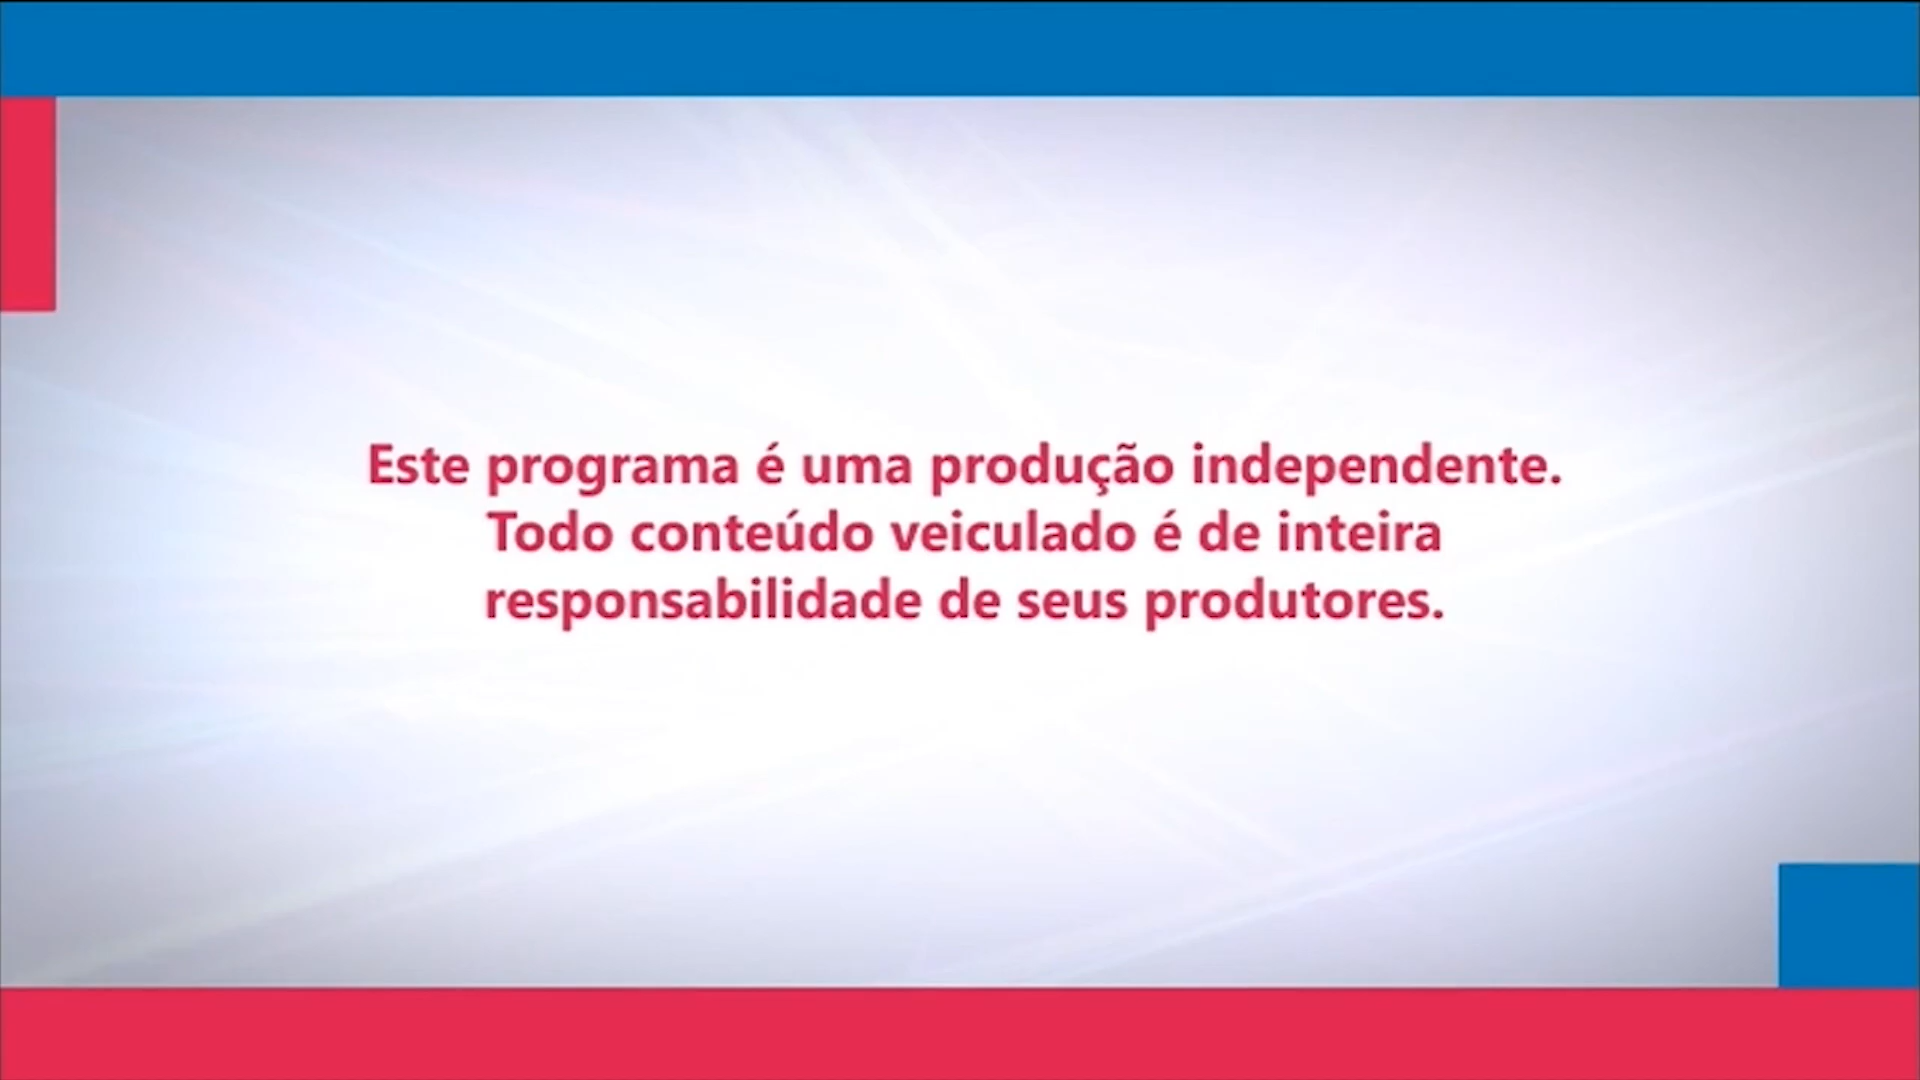 Este programa é uma produção independente.
Todo conteúdo veiculado é de inteira
responsabilidade de seus produtores.